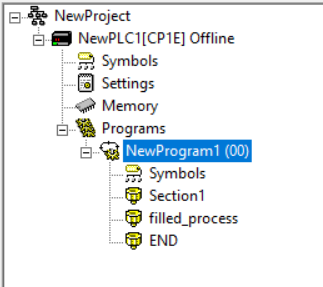 NewProject
NewPLC1[CP1E] Offline
Symbols
Settings
Memory
Programs
NewProgram1 (00)
Symbols
Section1
filled_process
END